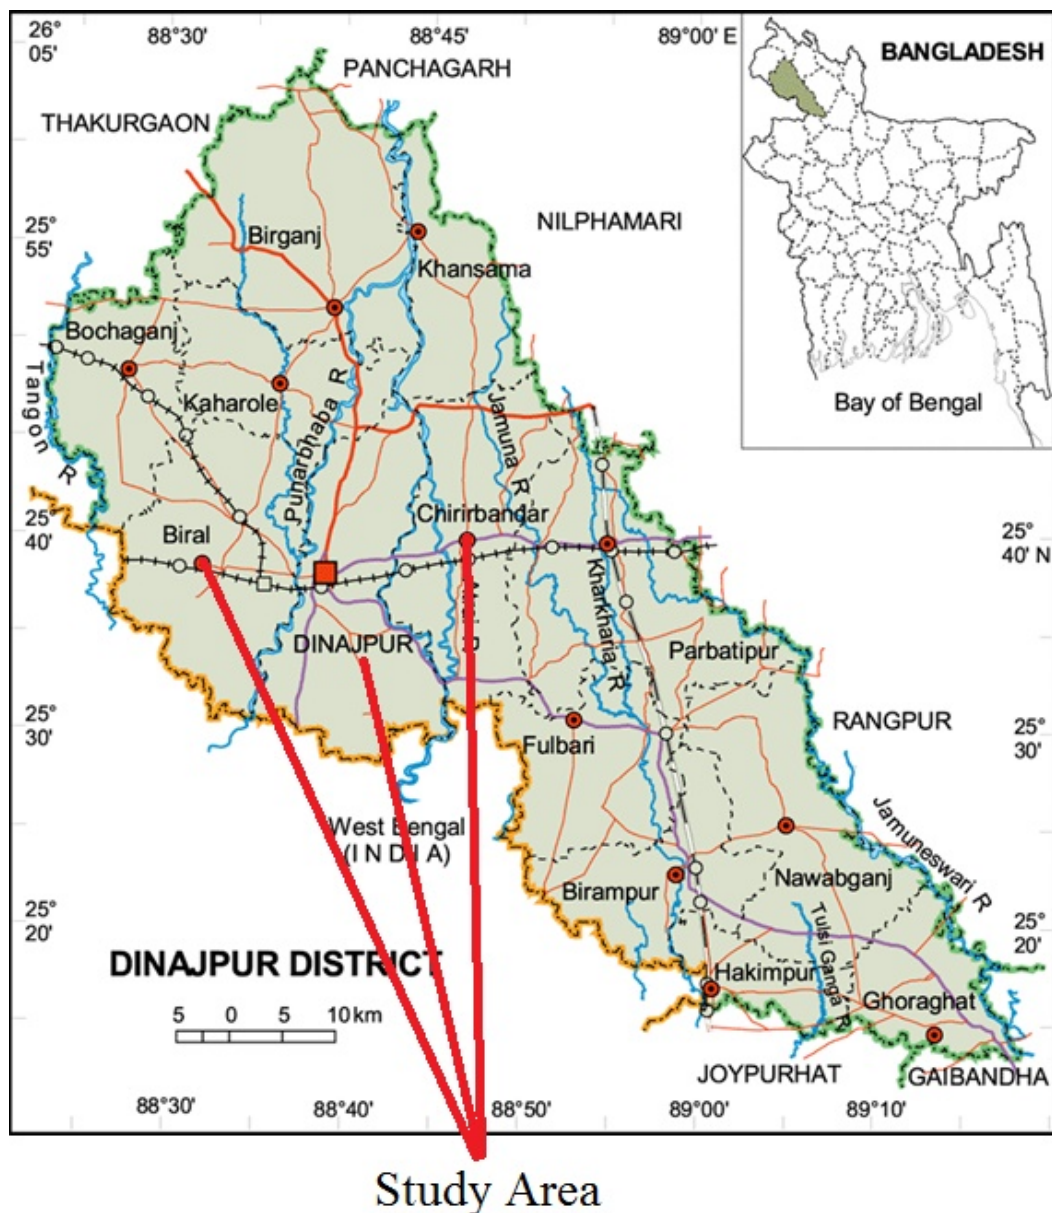 26°
05'
88°30'
88°45'
89°00' E
PANCHAGARH
BANGLADESH
THAKURGAON
NILPHAMARI
25°
55'
Birganj
Khansama
Bochaganj
Kaharole
Bay of Bengal
Tangon R
Punarbhaba R
Jamuna R
Chirirbandar
25°
40'
Biral
25°
40' N
Kharkharia R
DINAJPUR
Parbatipur
25°
30'
Fulbari
RANGPUR
25°
30'
West Bengal
(INDIA)
Jamuneswari R
Birampur
Nawabganj
25°
20'
Tulsi Ganga R
25°
20'
DINAJPUR DISTRICT
Hakimpur
Ghoraghat
5 0 5 10km
JOYPURHAT
GAIBANDHA
88°30'
88°40'
88°50'
89°00'
89°10'
Study Area